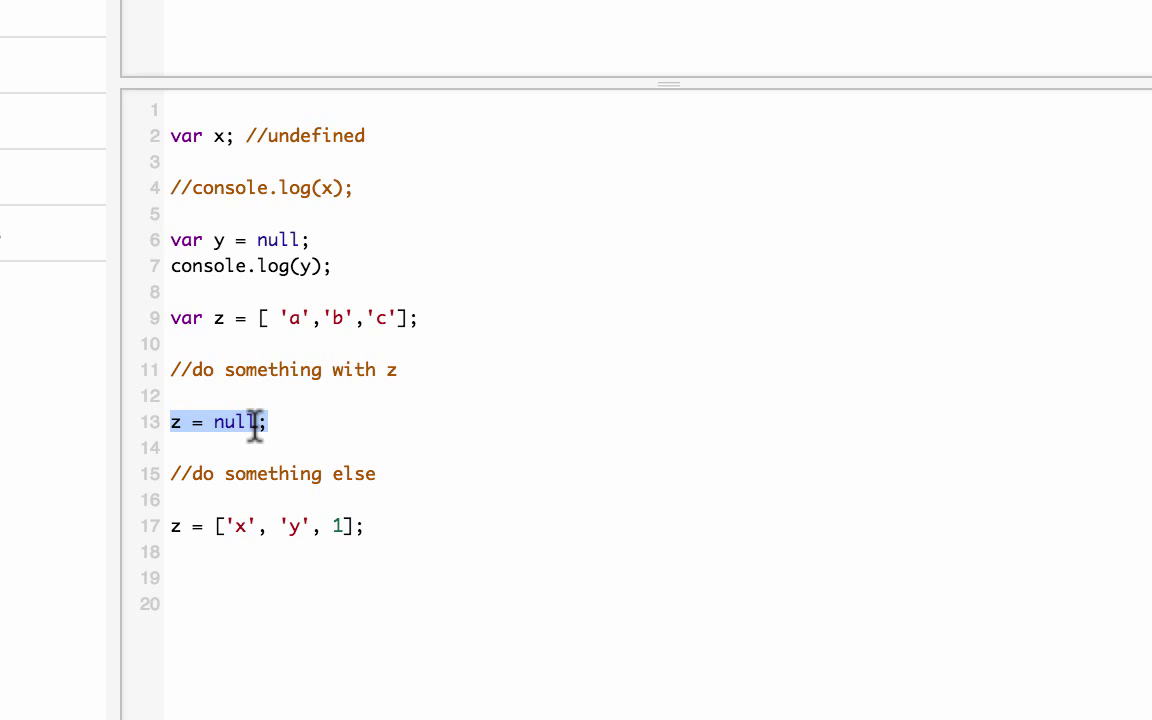 1
2 var x; //undefined
3
4 //console.log(x);
5
6 var y = null;
7 console.log(y);
8
9 var z = [ 'a','b','c'];
10
11 //do something with z
12
13 z = null;
14
15 //do something else
16
17 z = ['x', 'y', 1];
18
19
20